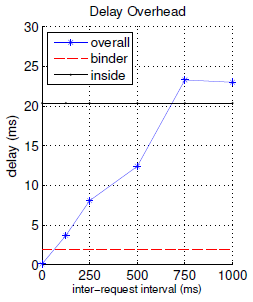 Delay Overhead
30
25
20
15
10
5
0
delay (ms)
overall
binder
inside
0 250 500 750 1000
inter-request interval (ms)